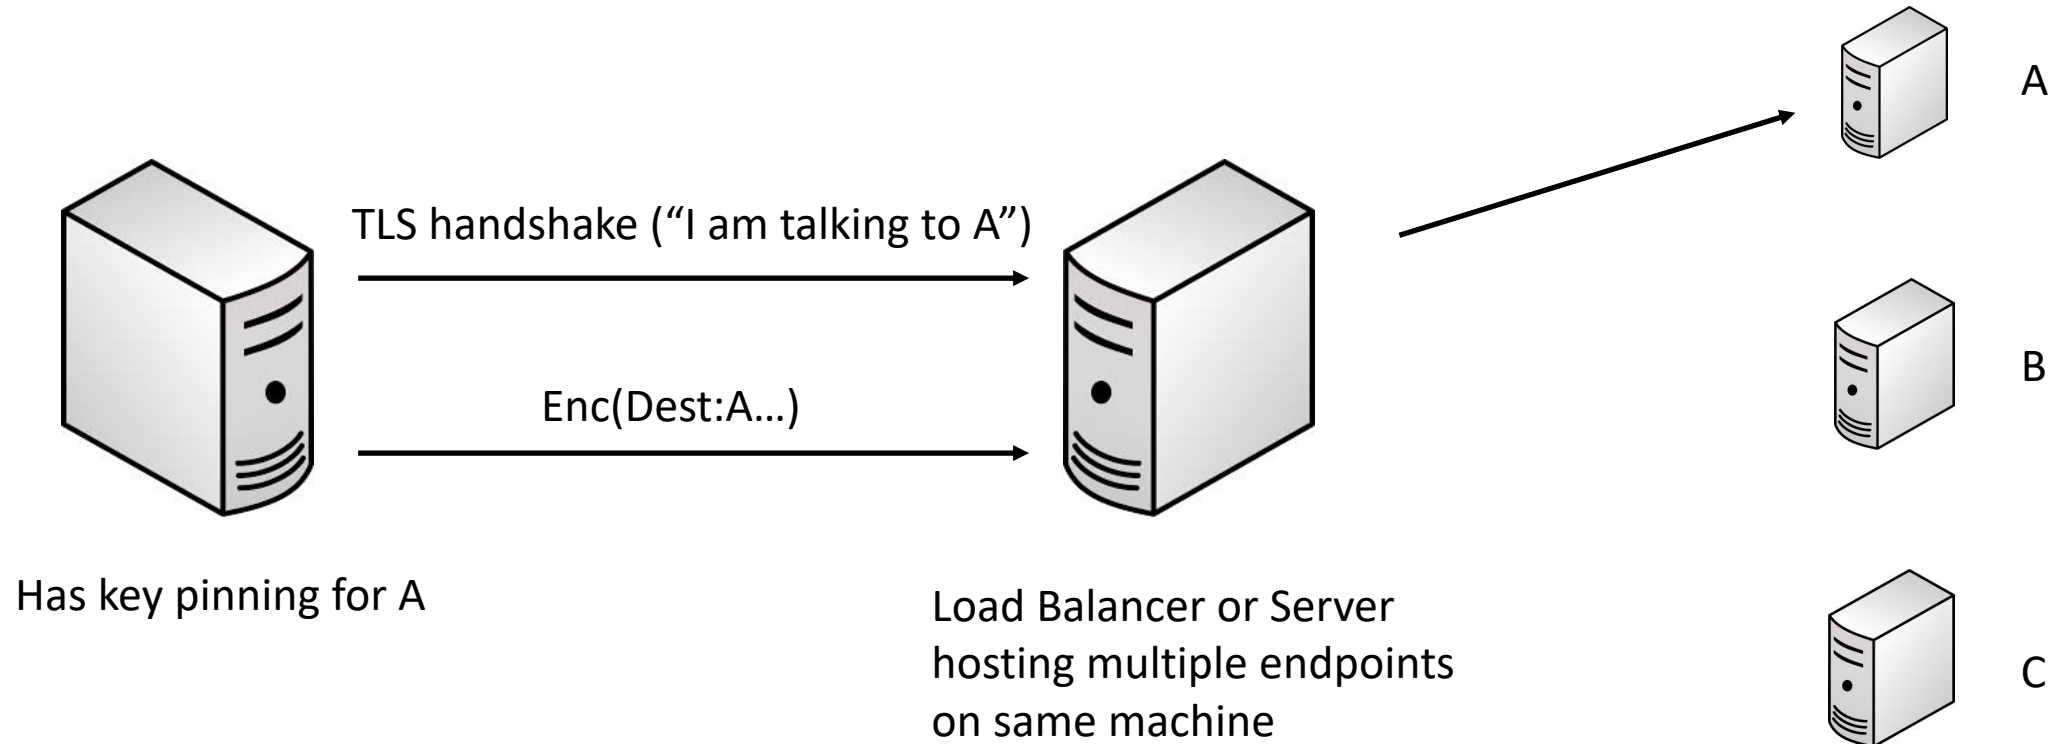 A
TLS handshake (“I am talking to A”)
B
Enc(Dest:A…)
Has key pinning for A
Load Balancer or Server
hosting multiple endpoints
on same machine
C